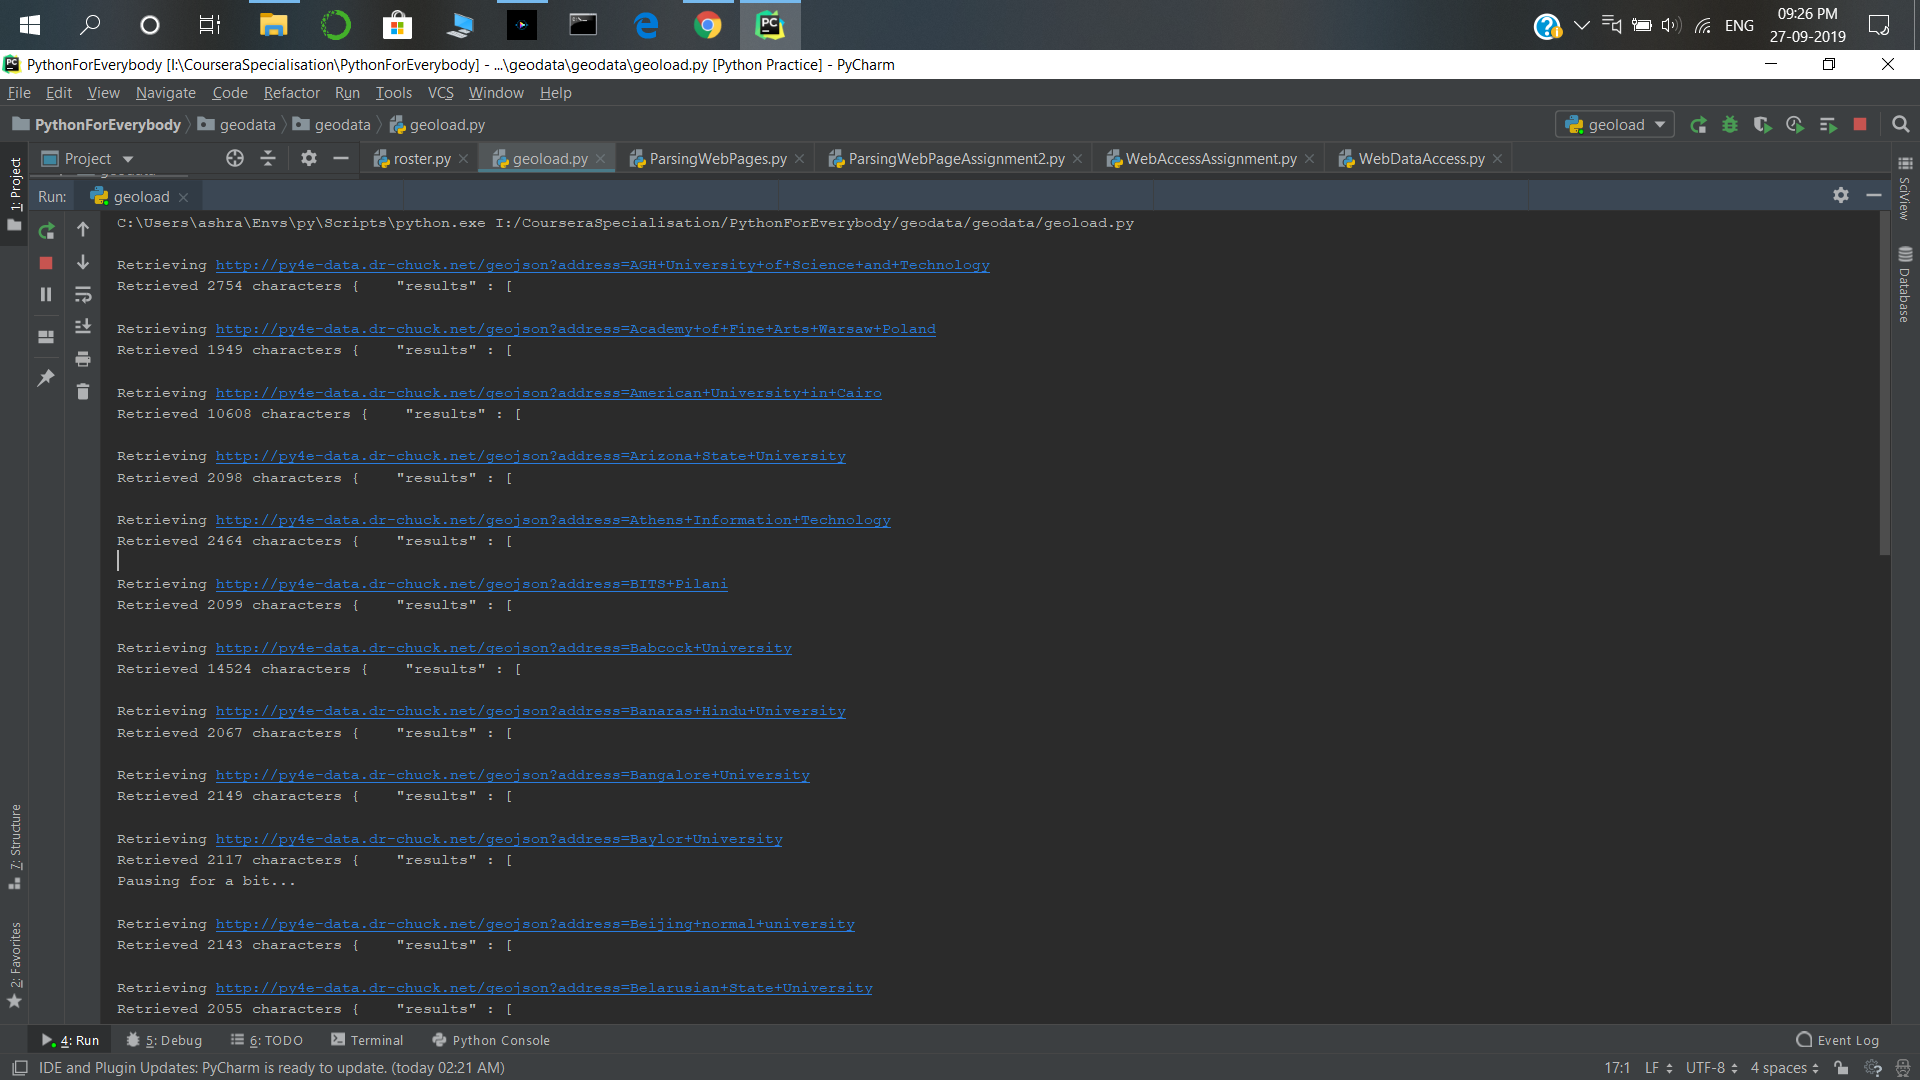 ENG
09:26 PM
27-09-2019
PythonForEverybody [I:\CourseraSpecialisation\PythonForEverybody] - ...\geodata\geodata\geoload.py [Python Practice] - PyCharm
File Edit View Navigate Code Refactor Run Tools VCS Window Help
PythonForEverybody geodata geodata geoload.py geoload
Project roster.py geoload.py ParsingWebPages.py ParsingWebPageAssignment2.py WebAccessAssignment.py WebDataAccess.py
Run: geoload
1: Project
SciView
Database
C:\Users\ashra\Envs\py\Scripts\python.exe I:/CourseraSpecialisation/PythonForEverybody/geodata/geodata/geoload.py
Retrieving http://py4e-data.dr-chuck.net/geojson?address=AGH+University+of+Science+and+Technology
Retrieved 2754 characters {    "results" : [
Retrieving http://py4e-data.dr-chuck.net/geojson?address=Academy+of+Fine+Arts+Warsaw+Poland
Retrieved 1949 characters {    "results" : [
Retrieving http://py4e-data.dr-chuck.net/geojson?address=American+University+in+Cairo
Retrieved 10608 characters {    "results" : [
Retrieving http://py4e-data.dr-chuck.net/geojson?address=Arizona+State+University
Retrieved 2098 characters {    "results" : [
Retrieving http://py4e-data.dr-chuck.net/geojson?address=Athens+Information+Technology
Retrieved 2464 characters {    "results" : [
Retrieving http://py4e-data.dr-chuck.net/geojson?address=BITS+Pilani
Retrieved 2099 characters {    "results" : [
Retrieving http://py4e-data.dr-chuck.net/geojson?address=Babcock+University
Retrieved 14524 characters {    "results" : [
Retrieving http://py4e-data.dr-chuck.net/geojson?address=Banaras+Hindu+University
Retrieved 2067 characters {    "results" : [
Retrieving http://py4e-data.dr-chuck.net/geojson?address=Bangalore+University
Retrieved 2149 characters {    "results" : [
Retrieving http://py4e-data.dr-chuck.net/geojson?address=Baylor+University
Retrieved 2117 characters {    "results" : [
Pausing for a bit...
Retrieving http://py4e-data.dr-chuck.net/geojson?address=Beijing+normal+university
Retrieved 2143 characters {    "results" : [
Retrieving http://py4e-data.dr-chuck.net/geojson?address=Belarusian+State+University
Retrieved 2055 characters {    "results" : [
7: Structure
2: Favorites
4: Run 5: Debug 6: TODO Terminal Python Console Event Log
IDE and Plugin Updates: PyCharm is ready to update. (today 02:21 AM) 17:1 LF UTF-8 4 spaces